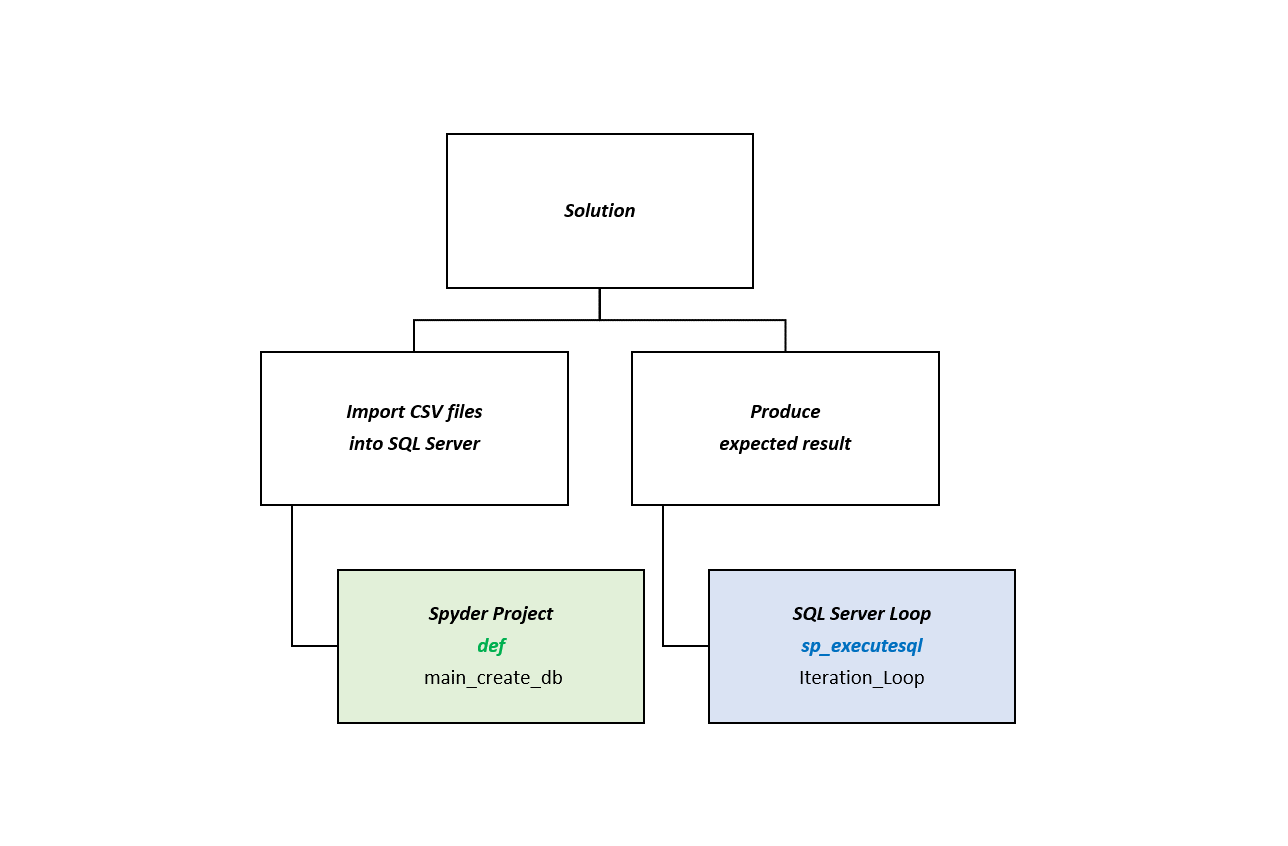 Solution
Import CSV files
into SQL Server
Produce
expected result
Spyder Project
def
main_create_db
SQL Server Loop
sp_executesql
Iteration_Loop